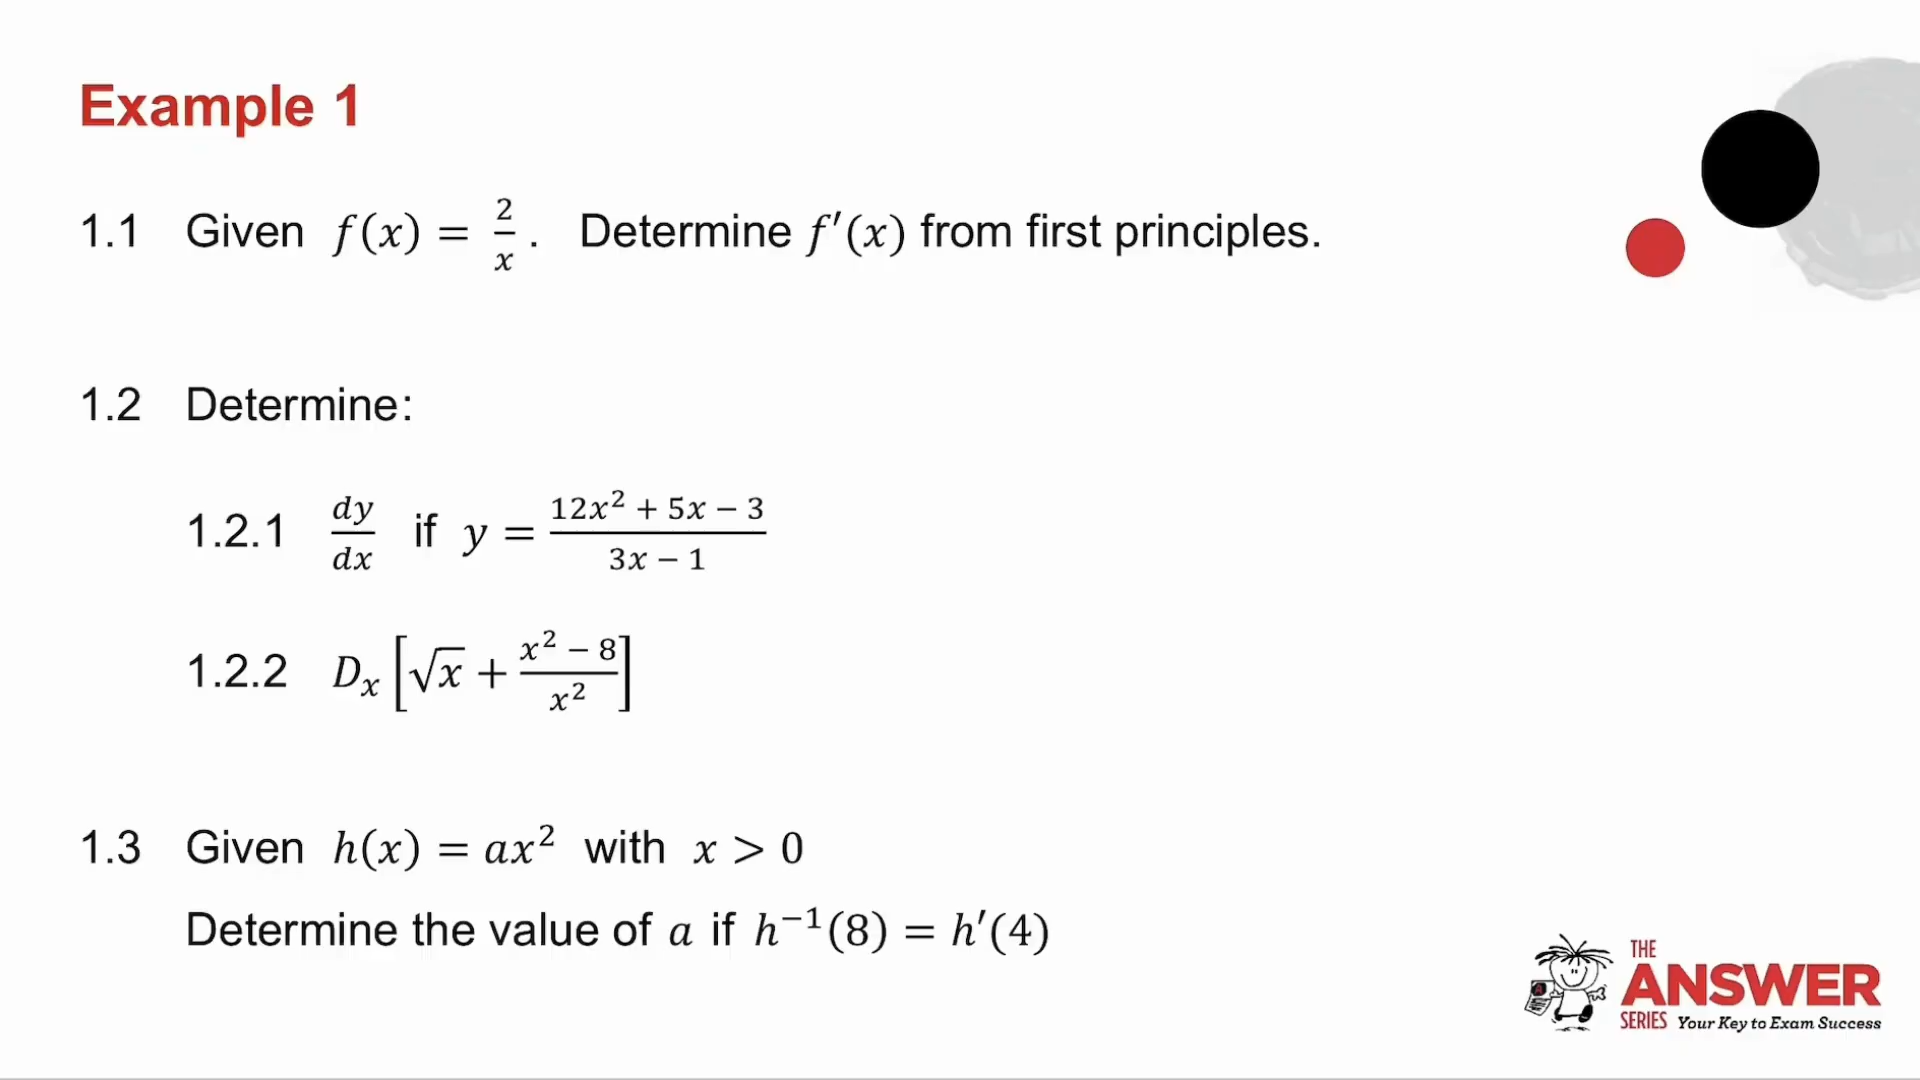 Example 1
1.1 Given f(x) = 2/x . Determine f′(x) from first principles.
1.2 Determine:
1.2.1 dy/dx if y = (12x² + 5x − 3)/(3x − 1)
1.2.2 Dₓ [√x + (x² − 8)/x²]
1.3 Given h(x) = ax² with x > 0
Determine the value of a if h⁻¹(8) = h′(4)
THE
ANSWER
SERIES Your Key to Exam Success